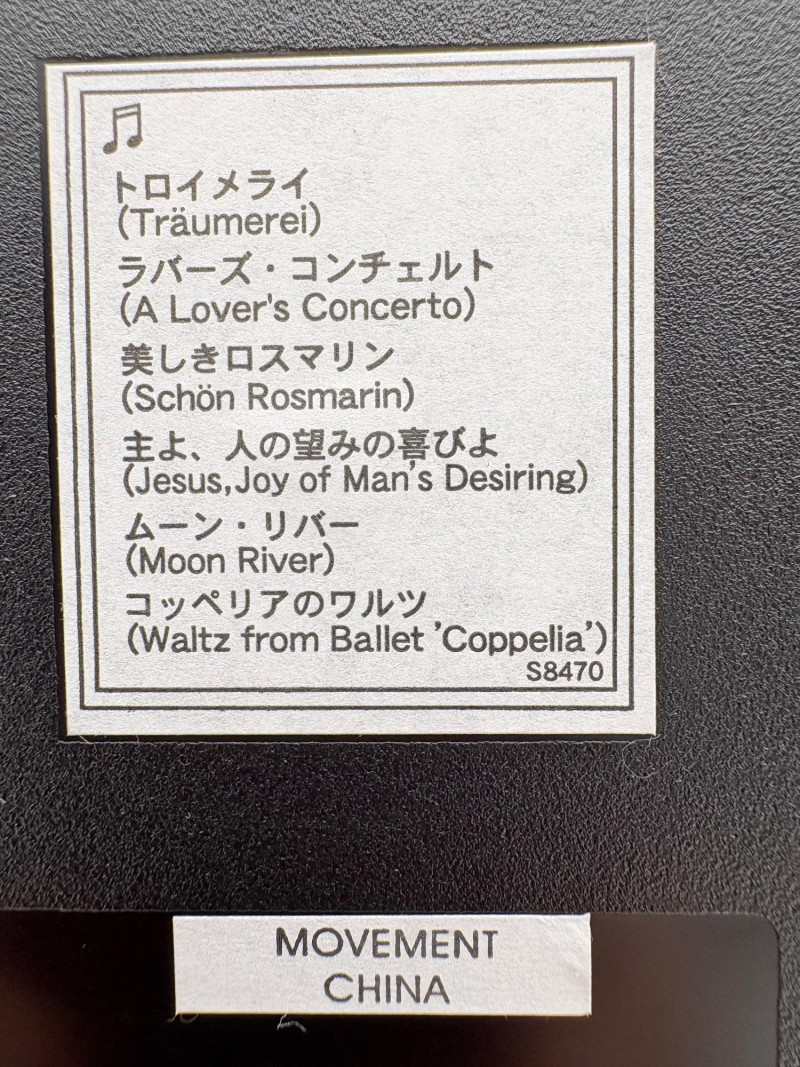 トロイメライ
(Träumerei)
ラバーズ・コンチェルト
(A Lover's Concerto)
美しきロスマリン
(Schön Rosmarin)
主よ、人の望みの喜びよ
(Jesus,Joy of Man's Desiring)
ムーン・リバー
(Moon River)
コッペリアのワルツ
(Waltz from Ballet 'Coppelia')
S8470
MOVEMENT
CHINA